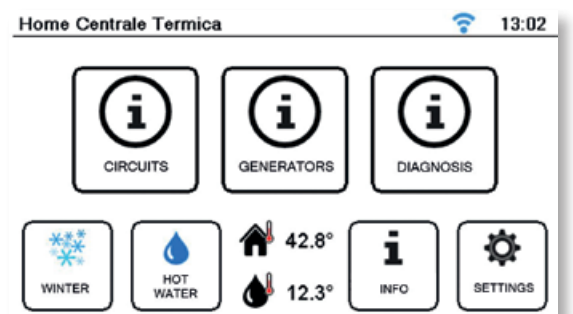 Home Centrale Termica 13:02
CIRCUITS
GENERATORS
DIAGNOSIS
WINTER
HOT
WATER
42.8°
12.3°
INFO
SETTINGS